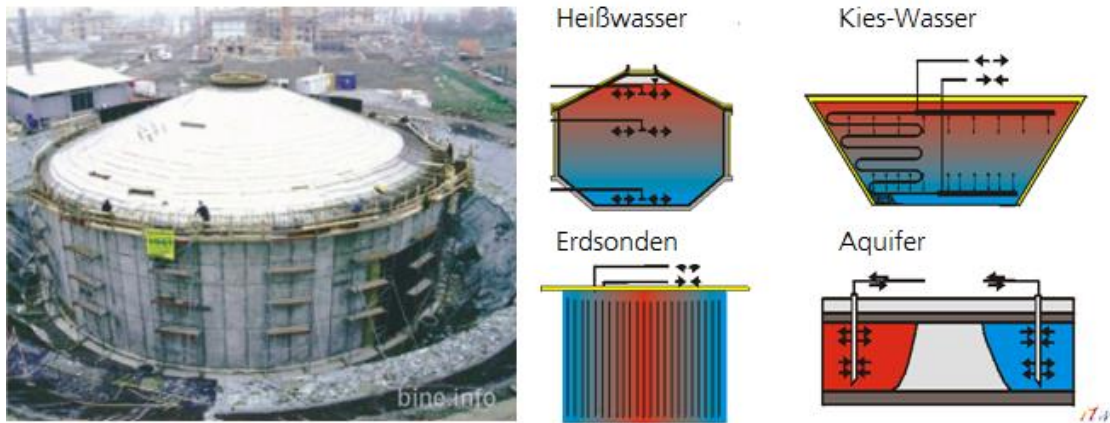 Heißwasser
Kies-Wasser
Erdsonden
Aquifer
bine.info
itw